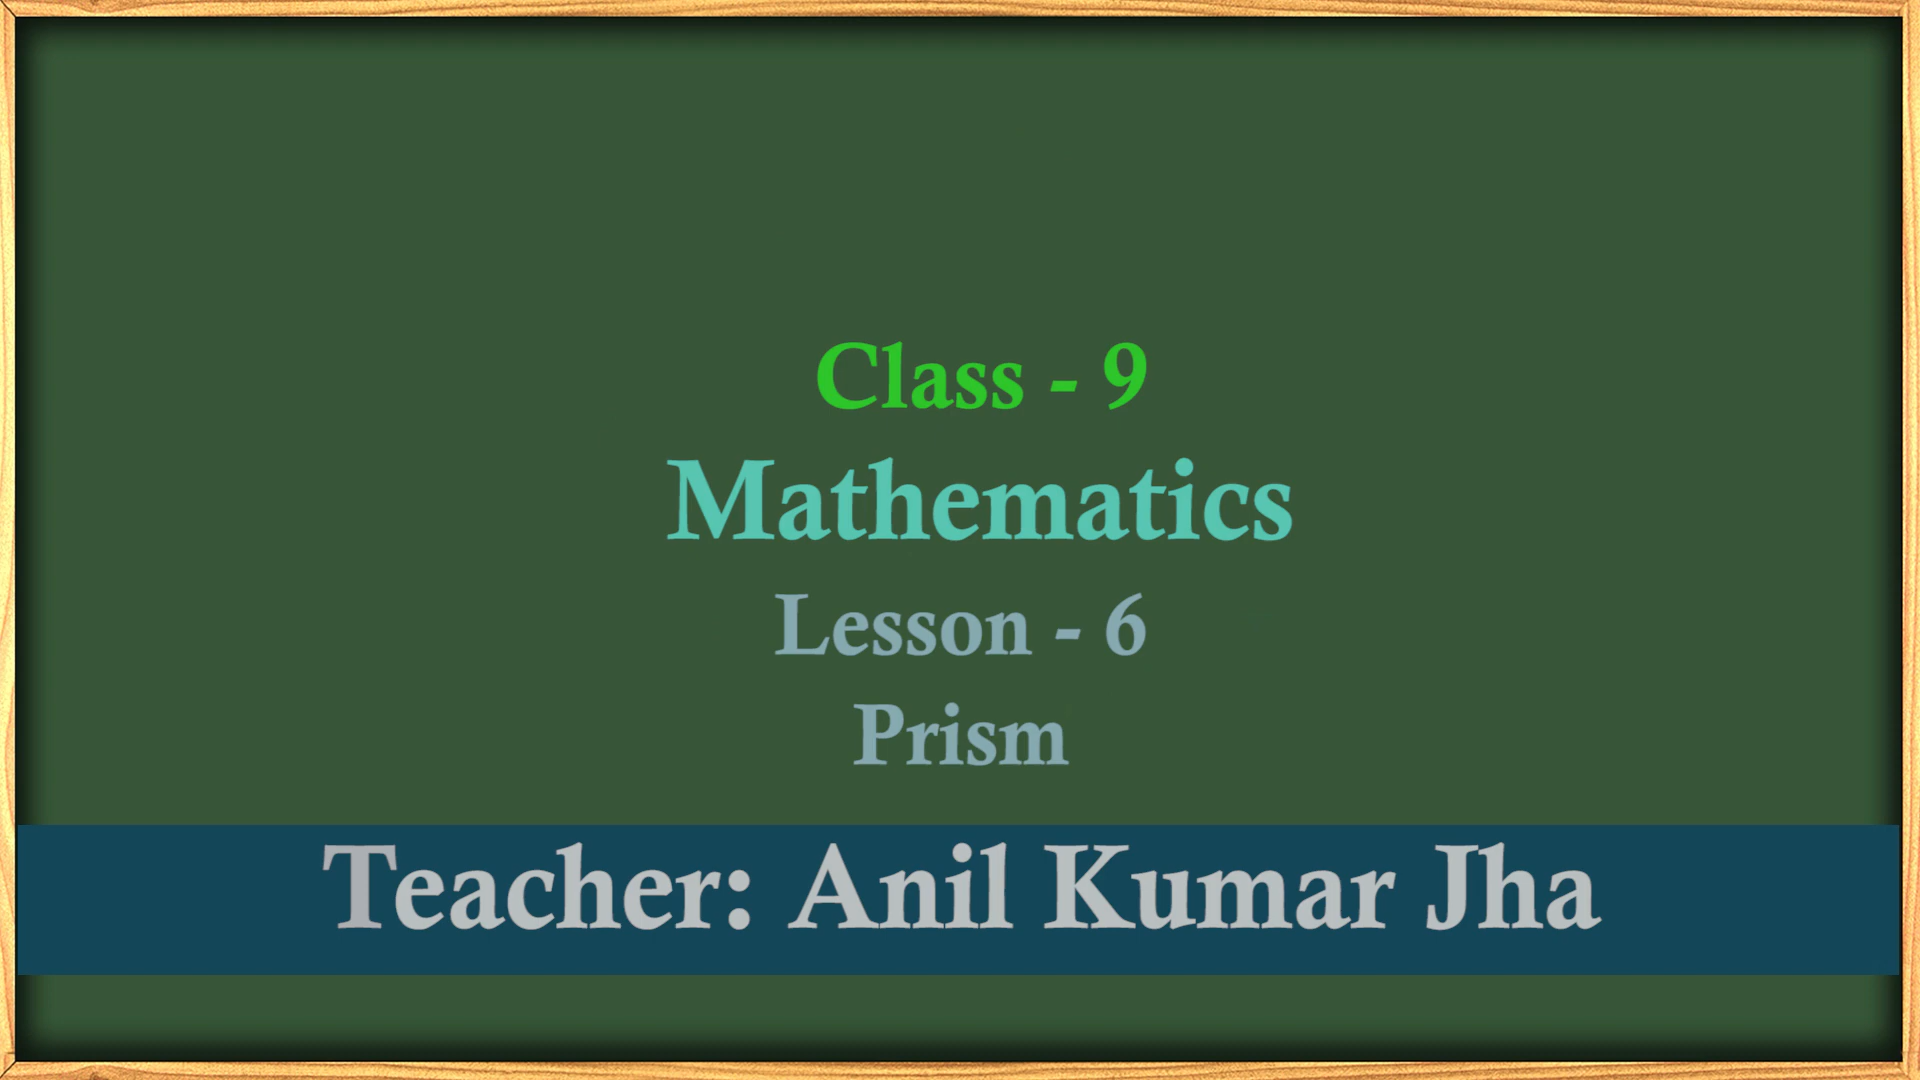 Class - 9
Mathematics
Lesson - 6
Prism
Teacher: Anil Kumar Jha